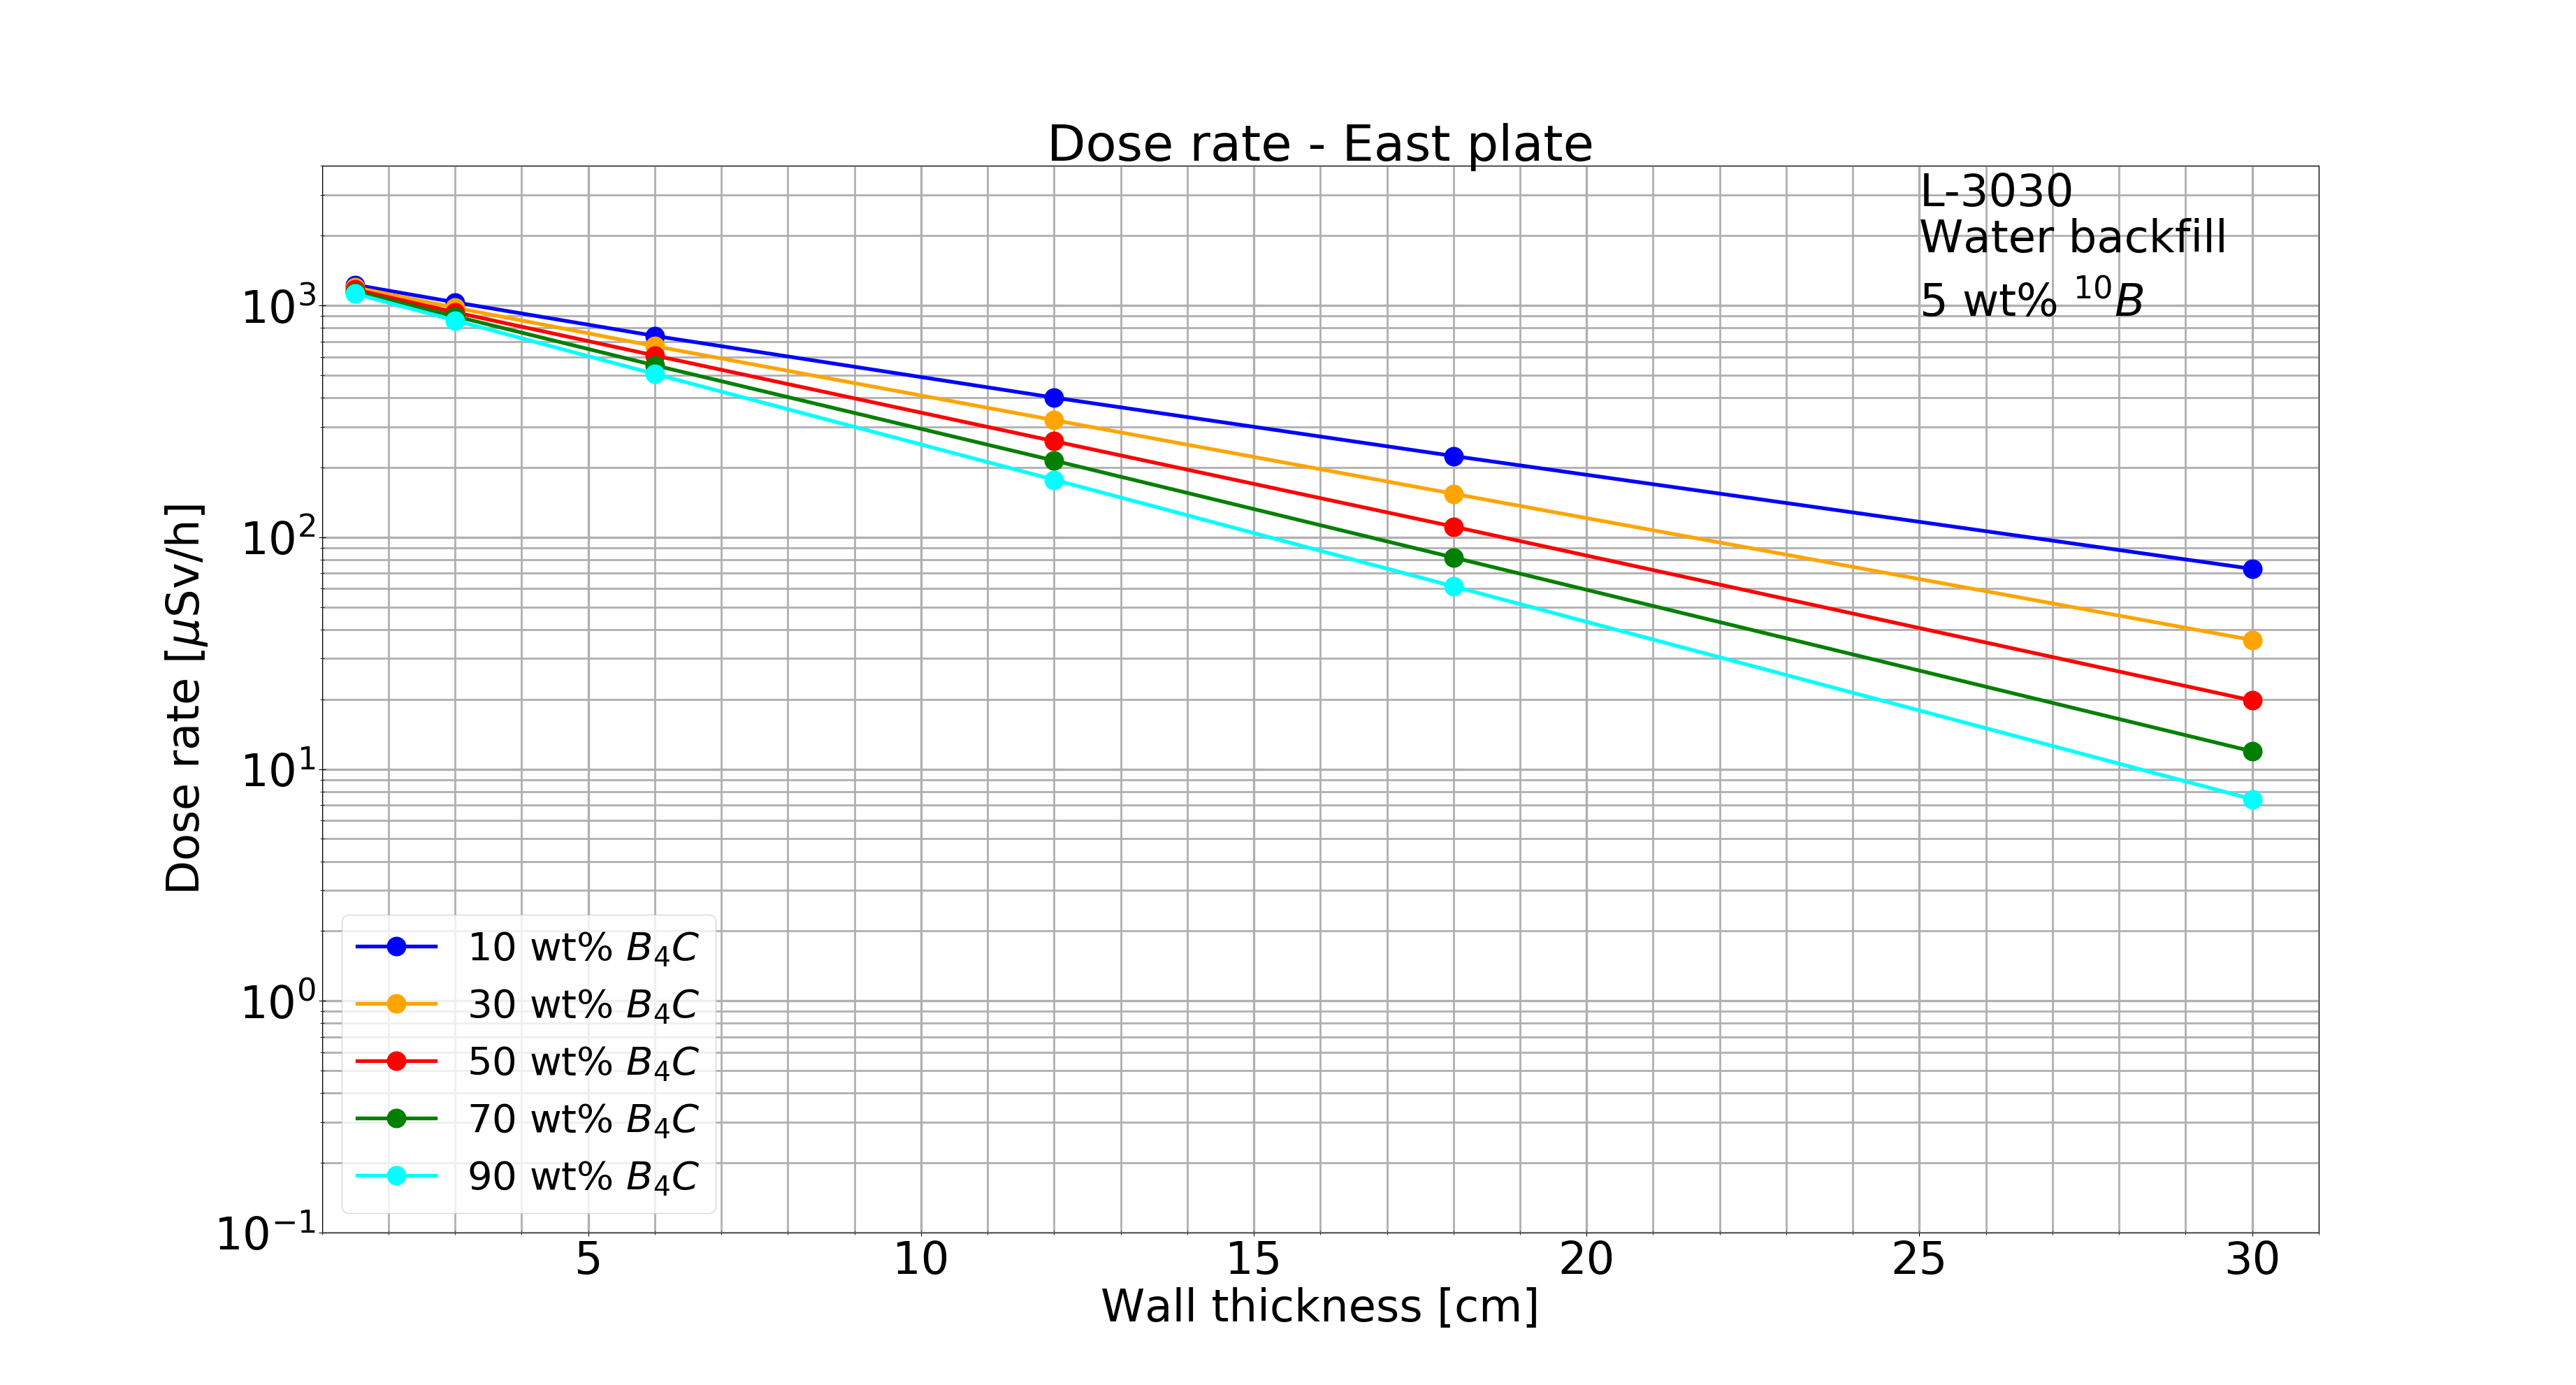 Dose rate - East plate
L-3030
Water backfill
5 wt% ¹⁰B
Dose rate [μSv/h]
10³
10²
10¹
10⁰
10⁻¹
10 wt% B₄C
30 wt% B₄C
50 wt% B₄C
70 wt% B₄C
90 wt% B₄C
5 10 15 20 25 30
Wall thickness [cm]